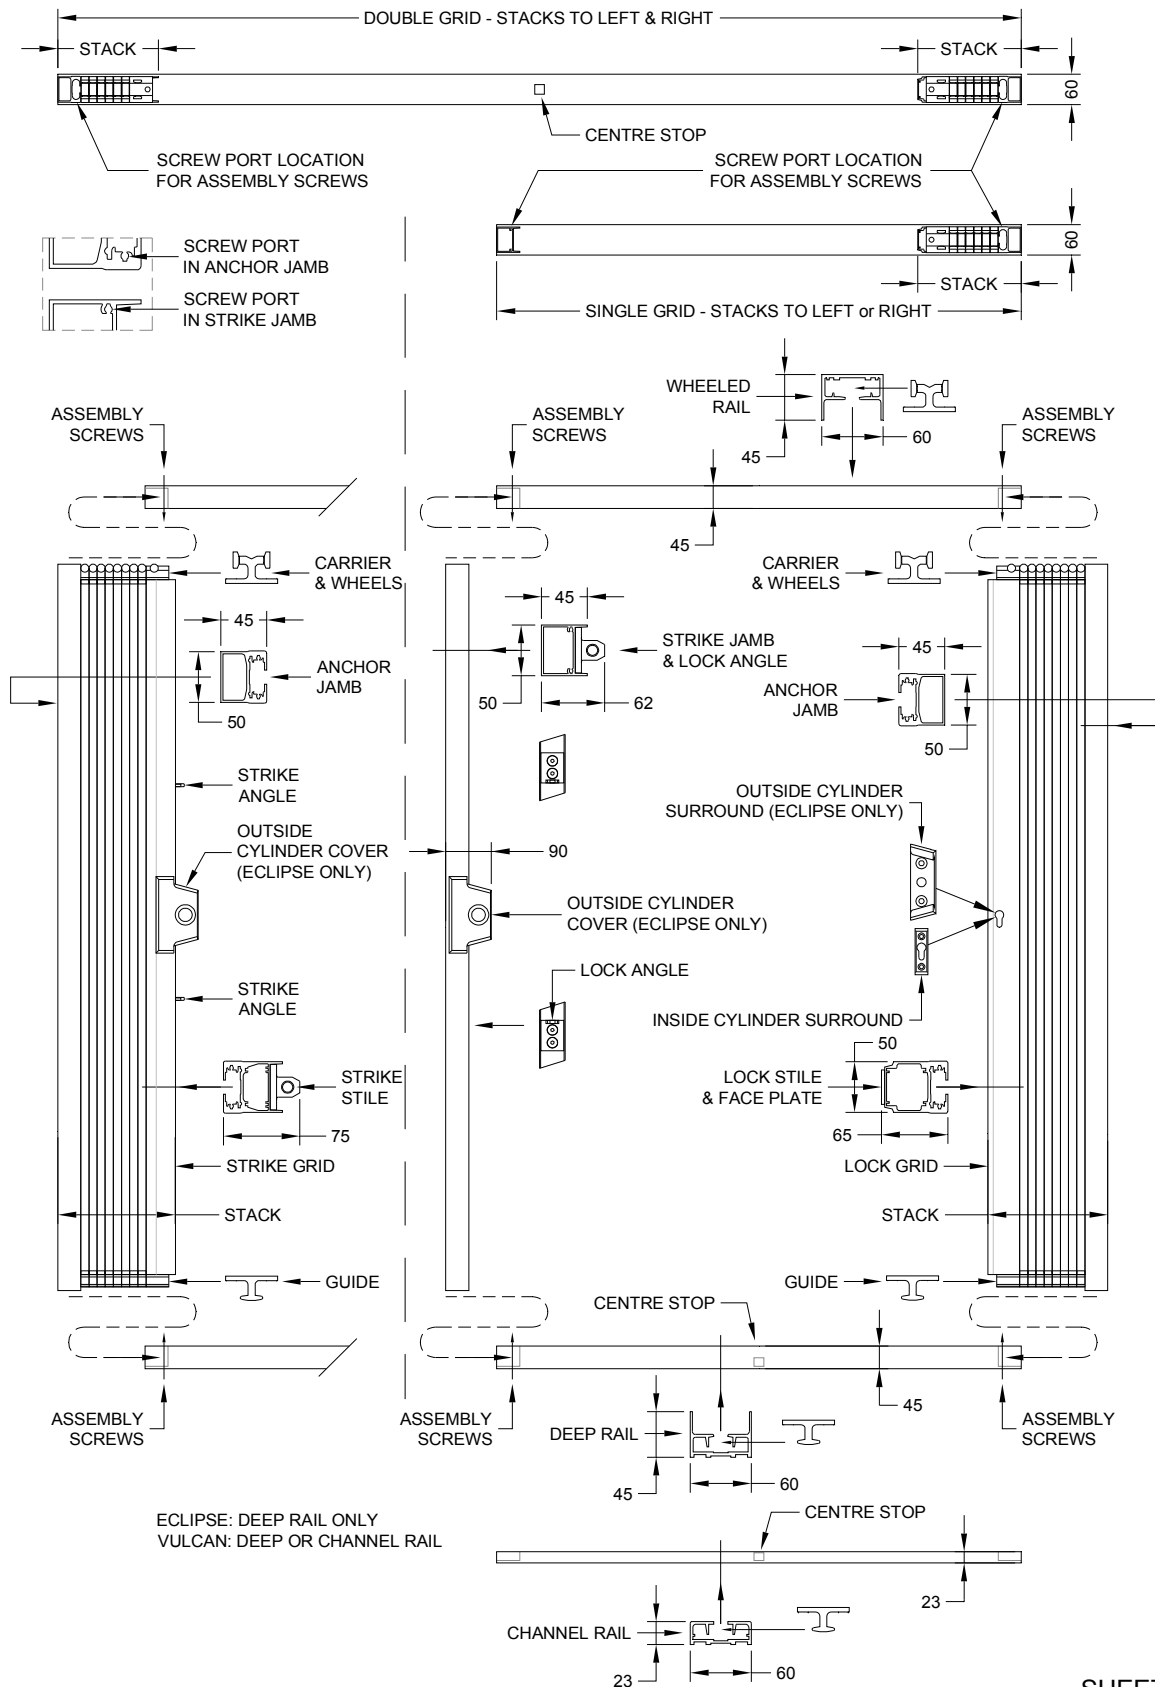 DOUBLE GRID - STACKS TO LEFT & RIGHT
STACK
STACK
60
CENTRE STOP
SCREW PORT LOCATION
FOR ASSEMBLY SCREWS
SCREW PORT LOCATION
FOR ASSEMBLY SCREWS
SCREW PORT
IN ANCHOR JAMB
SCREW PORT
IN STRIKE JAMB
60
STACK
SINGLE GRID - STACKS TO LEFT or RIGHT
WHEELED
RAIL
60
45
ASSEMBLY
SCREWS
ASSEMBLY
SCREWS
ASSEMBLY
SCREWS
45
CARRIER
& WHEELS
CARRIER
& WHEELS
45
ANCHOR
JAMB
50
45
STRIKE JAMB
& LOCK ANGLE
50
62
45
ANCHOR
JAMB
50
STRIKE
ANGLE
OUTSIDE
CYLINDER COVER
(ECLIPSE ONLY)
OUTSIDE CYLINDER
SURROUND (ECLIPSE ONLY)
90
OUTSIDE CYLINDER
COVER (ECLIPSE ONLY)
LOCK ANGLE
STRIKE
ANGLE
INSIDE CYLINDER SURROUND
50
STRIKE
STILE
75
LOCK STILE
& FACE PLATE
65
STRIKE GRID
LOCK GRID
STACK
STACK
GUIDE
GUIDE
CENTRE STOP
45
ASSEMBLY
SCREWS
ASSEMBLY
SCREWS
ASSEMBLY
SCREWS
DEEP RAIL
45
60
ECLIPSE: DEEP RAIL ONLY
VULCAN: DEEP OR CHANNEL RAIL
CENTRE STOP
23
CHANNEL RAIL
23
60